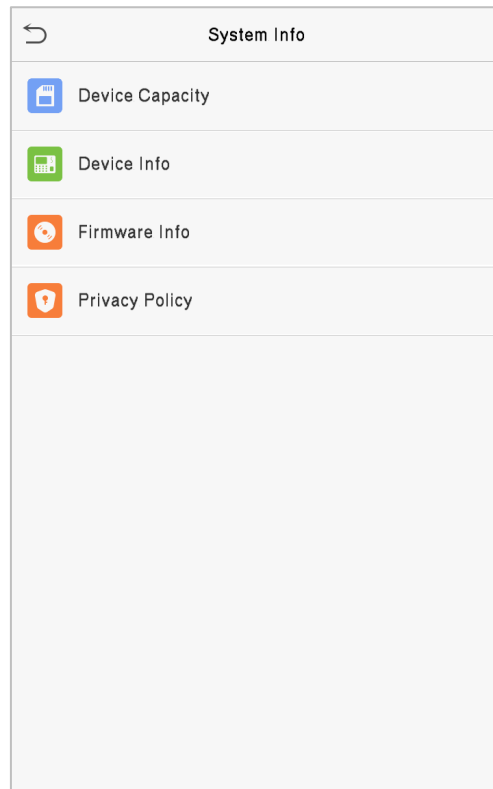 System Info
Device Capacity
Device Info
Firmware Info
Privacy Policy